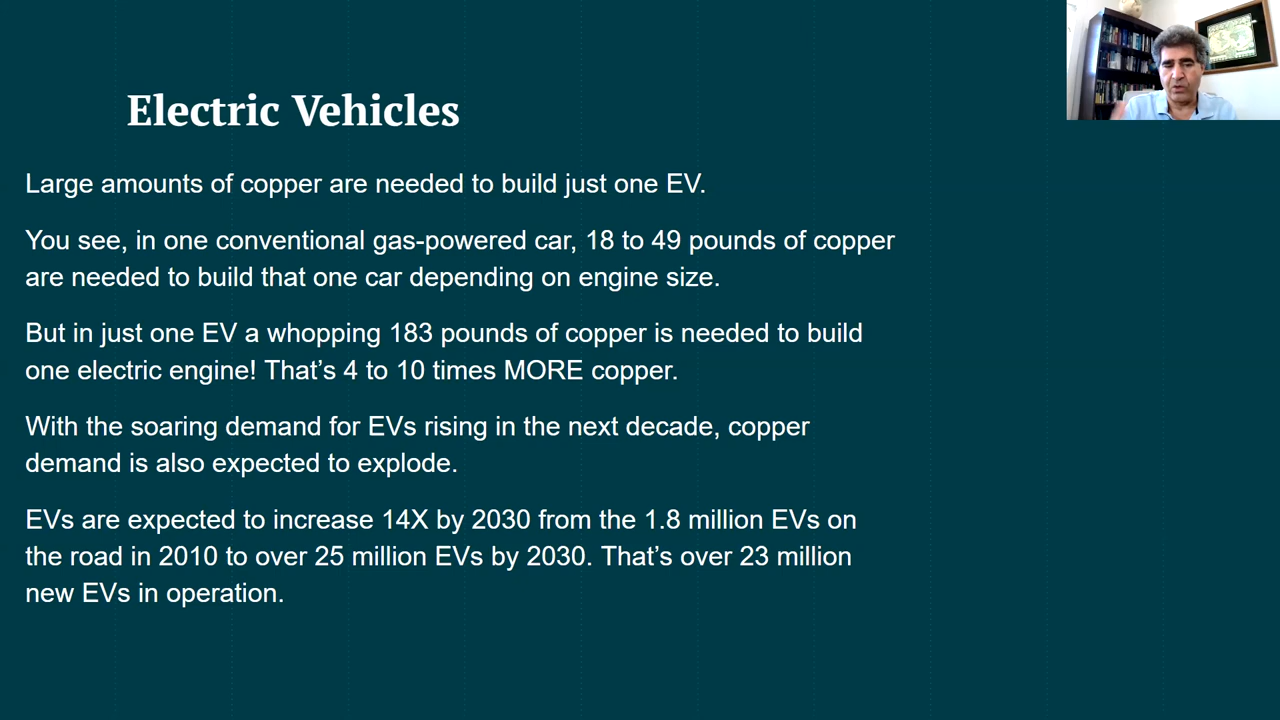 Electric Vehicles
Large amounts of copper are needed to build just one EV.
You see, in one conventional gas-powered car, 18 to 49 pounds of copper
are needed to build that one car depending on engine size.
But in just one EV a whopping 183 pounds of copper is needed to build
one electric engine! That’s 4 to 10 times MORE copper.
With the soaring demand for EVs rising in the next decade, copper
demand is also expected to explode.
EVs are expected to increase 14X by 2030 from the 1.8 million EVs on
the road in 2010 to over 25 million EVs by 2030. That’s over 23 million
new EVs in operation.